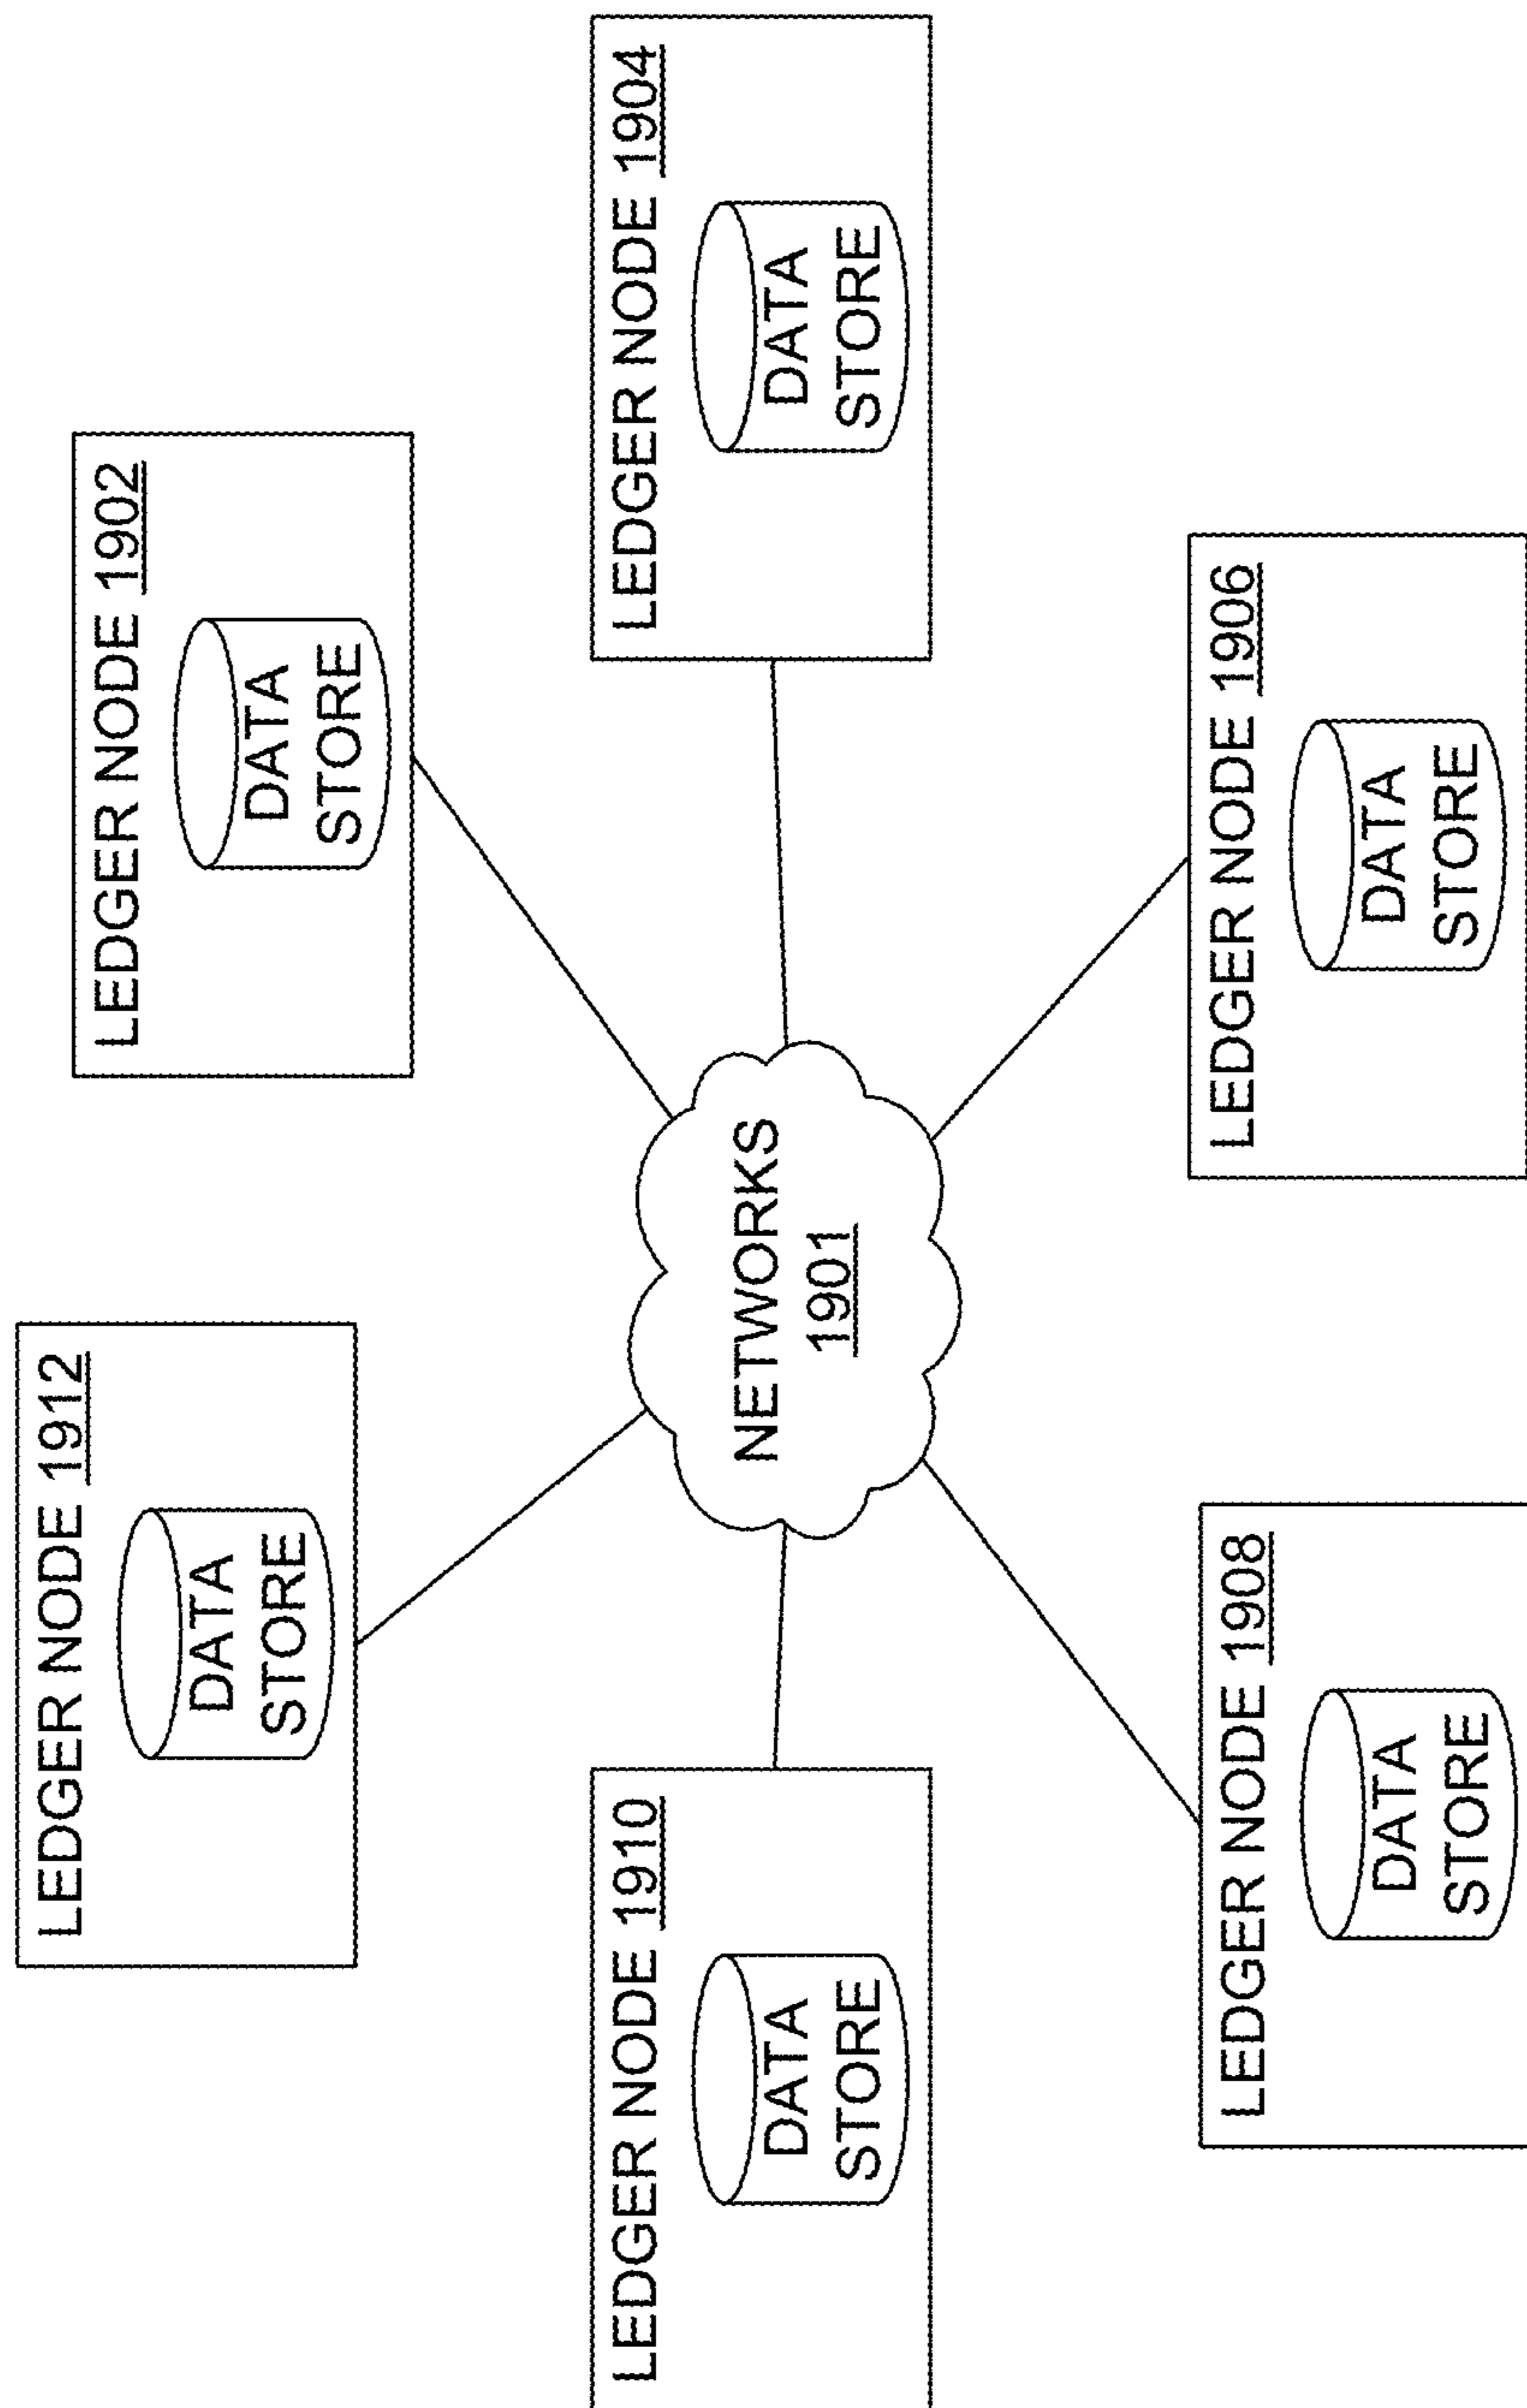 LEDGER NODE 1912
DATA
STORE
LEDGER NODE 1902
DATA
STORE
LEDGER NODE 1910
DATA
STORE
NETWORKS
1901
LEDGER NODE 1904
DATA
STORE
LEDGER NODE 1908
DATA
STORE
LEDGER NODE 1906
DATA
STORE